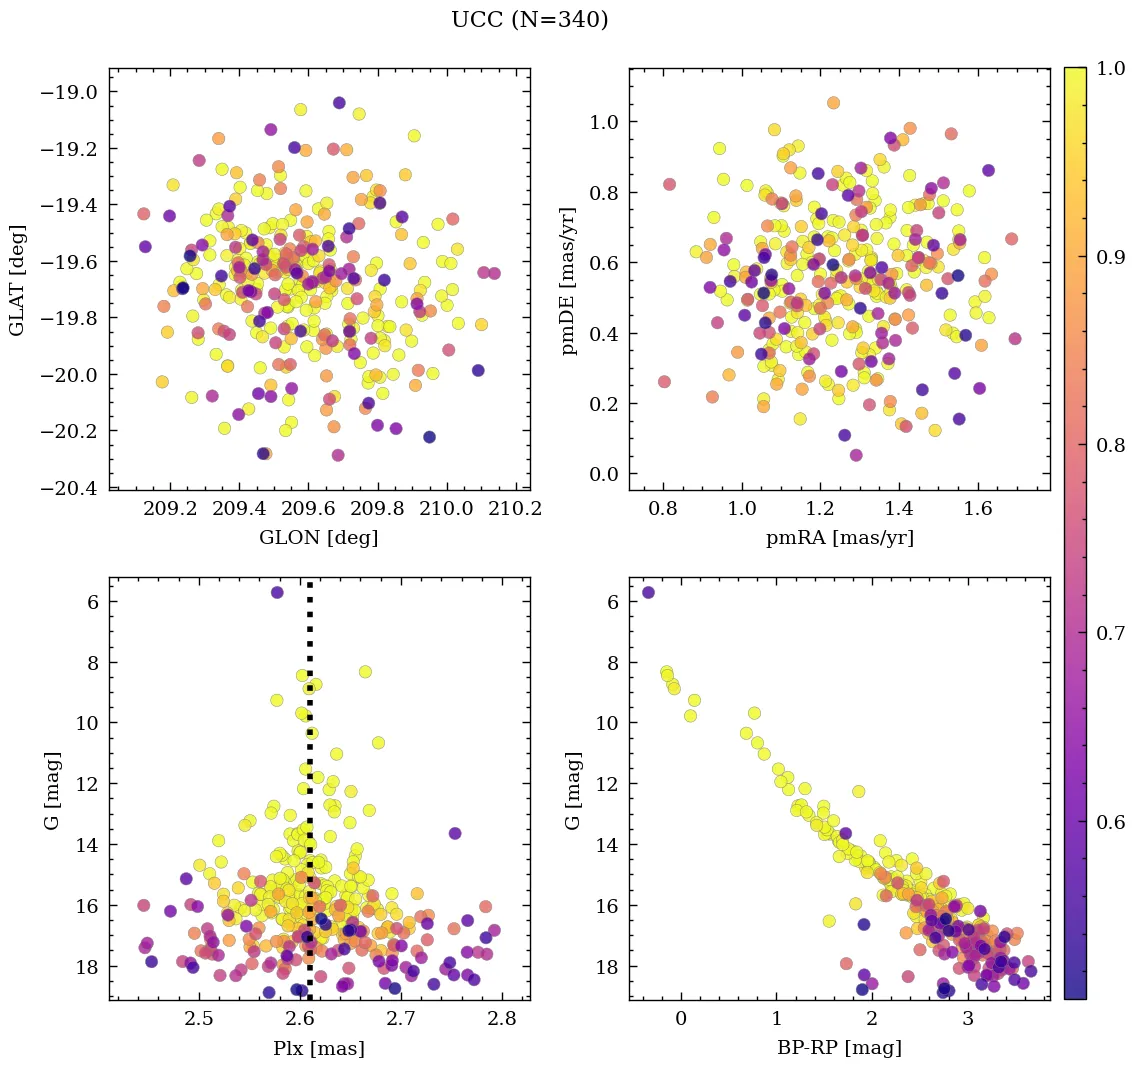 UCC (N=340)
−19.0
−19.2
−19.4
−19.6
−19.8
−20.0
−20.2
−20.4
GLAT [deg]
209.2 209.4 209.6 209.8 210.0 210.2
GLON [deg]
1.0
0.8
0.6
0.4
0.2
0.0
pmDE [mas/yr]
0.8 1.0 1.2 1.4 1.6
pmRA [mas/yr]
6
8
10
12
14
16
18
G [mag]
2.5 2.6 2.7 2.8
Plx [mas]
6
8
10
12
14
16
18
G [mag]
0 1 2 3
BP-RP [mag]
1.0
0.9
0.8
0.7
0.6